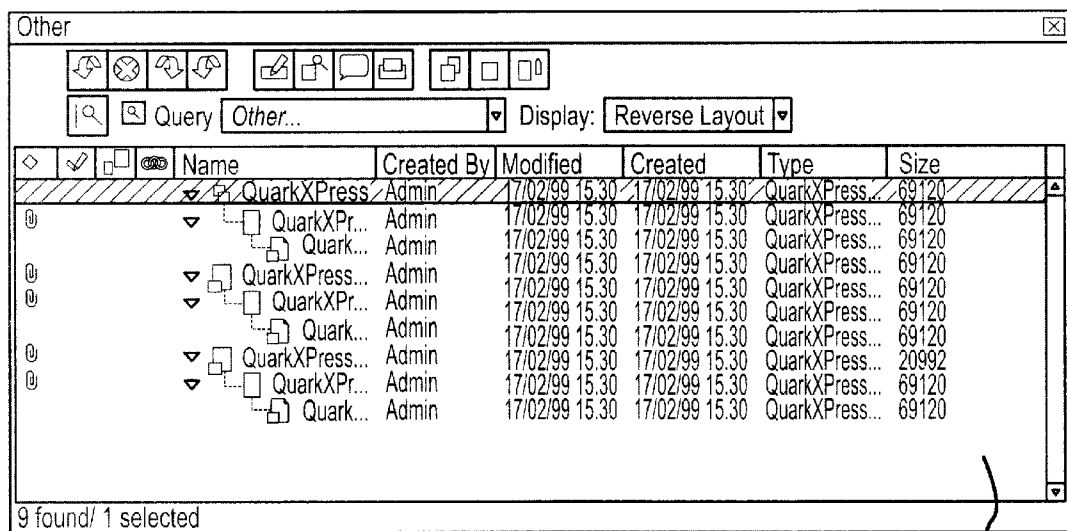 Other
Query Other... Display: Reverse Layout
Name Created By Modified Created Type Size
QuarkXPress Admin 17/02/99 15.30 17/02/99 15.30 QuarkXPress... 69120
QuarkXPr... Admin 17/02/99 15.30 17/02/99 15.30 QuarkXPress... 69120
Quark... Admin 17/02/99 15.30 17/02/99 15.30 QuarkXPress... 69120
QuarkXPress... Admin 17/02/99 15.30 17/02/99 15.30 QuarkXPress... 69120
QuarkXPr... Admin 17/02/99 15.30 17/02/99 15.30 QuarkXPress... 69120
Quark... Admin 17/02/99 15.30 17/02/99 15.30 QuarkXPress... 69120
QuarkXPress... Admin 17/02/99 15.30 17/02/99 15.30 QuarkXPress... 20992
QuarkXPr... Admin 17/02/99 15.30 17/02/99 15.30 QuarkXPress... 69120
Quark... Admin 17/02/99 15.30 17/02/99 15.30 QuarkXPress... 69120
9 found/ 1 selected